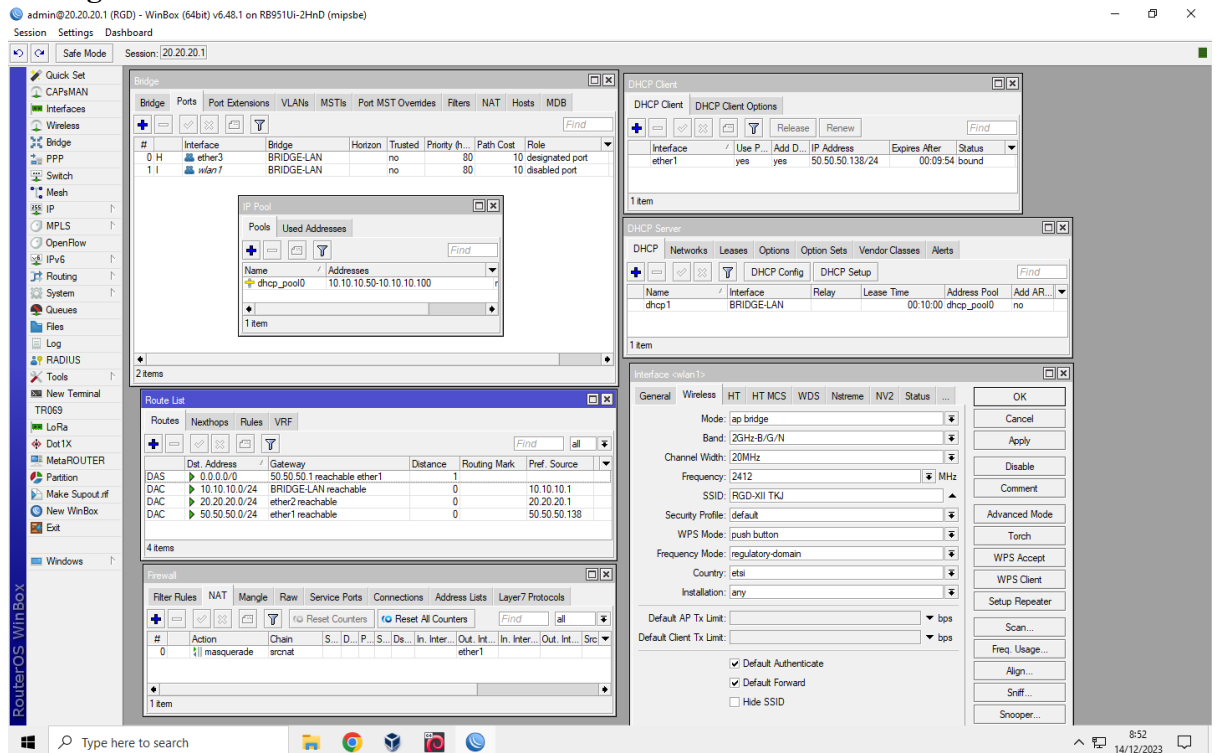 admin@20.20.20.1 (RGD) - WinBox (64bit) v6.48.1 on RB951Ui-2HnD (mipsbe)
Session Settings Dashboard
Safe Mode Session: 20.20.20.1
Quick Set
CAPsMAN
Interfaces
Wireless
Bridge
PPP
Switch
Mesh
IP
MPLS
OpenFlow
IPv6
Routing
System
Queues
Files
Log
RADIUS
Tools
New Terminal
TR069
LoRa
Dot1X
MetaROUTER
Partition
Make Supout.rif
New WinBox
Exit
Windows
RouterOS WinBox
Bridge
Bridge Ports Port Extensions VLANs MSTIs Port MST Overrides Filters NAT Hosts MDB
Find
# Interface Bridge Horizon Trusted Priority (h... Path Cost Role
0 H ether3 BRIDGE-LAN no 80 10 designated port
1 I wlan1 BRIDGE-LAN no 80 10 disabled port
2 items
IP Pool
Pools Used Addresses
Find
Name Addresses
dhcp_pool0 10.10.10.50-10.10.10.100
1 item
Route List
Routes Nexthops Rules VRF
Find all
Dst. Address Gateway Distance Routing Mark Pref. Source
DAS 0.0.0.0/0 50.50.50.1 reachable ether1 1
DAC 10.10.10.0/24 BRIDGE-LAN reachable 0 10.10.10.1
DAC 20.20.20.0/24 ether2 reachable 0 20.20.20.1
DAC 50.50.50.0/24 ether1 reachable 0 50.50.50.138
4 items
Firewall
Filter Rules NAT Mangle Raw Service Ports Connections Address Lists Layer7 Protocols
Reset Counters Reset All Counters Find all
# Action Chain S... D... P... S... Ds... In. Inter... Out. Int... In. Inter... Out. Int... Src
0 masquerade srcnat ether1
1 item
DHCP Client
DHCP Client DHCP Client Options
Release Renew Find
Interface Use P... Add D... IP Address Expires After Status
ether1 yes yes 50.50.50.138/24 00:09:54 bound
1 item
DHCP Server
DHCP Networks Leases Options Option Sets Vendor Classes Alerts
DHCP Config DHCP Setup Find
Name Interface Relay Lease Time Address Pool Add AR...
dhcp1 BRIDGE-LAN 00:10:00 dhcp_pool0 no
1 item
Interface <wlan1>
General Wireless HT HT MCS WDS Nstreme NV2 Status ...
Mode: ap bridge
Band: 2GHz-B/G/N
Channel Width: 20MHz
Frequency: 2412 MHz
SSID: RGD-XII TKJ
Security Profile: default
WPS Mode: push button
Frequency Mode: regulatory-domain
Country: etsi
Installation: any
Default AP Tx Limit: bps
Default Client Tx Limit: bps
Default Authenticate
Default Forward
Hide SSID
OK
Cancel
Apply
Disable
Comment
Advanced Mode
Torch
WPS Accept
WPS Client
Setup Repeater
Scan...
Freq. Usage...
Align...
Sniff...
Snooper...
Type here to search
8:52
14/12/2023